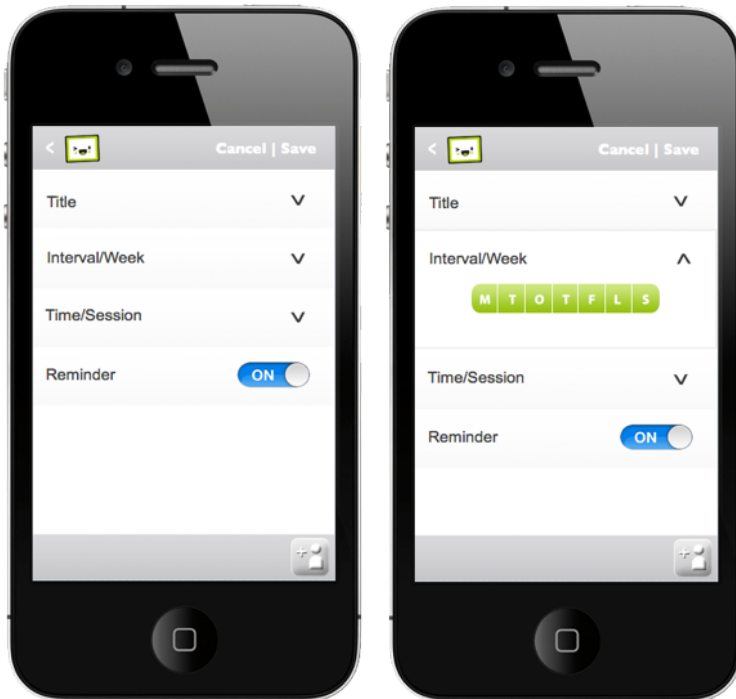 < Cancel | Save
Title
Interval/Week
Time/Session
Reminder ON
< Cancel | Save
Title
Interval/Week
M T O T F L S
Time/Session
Reminder ON